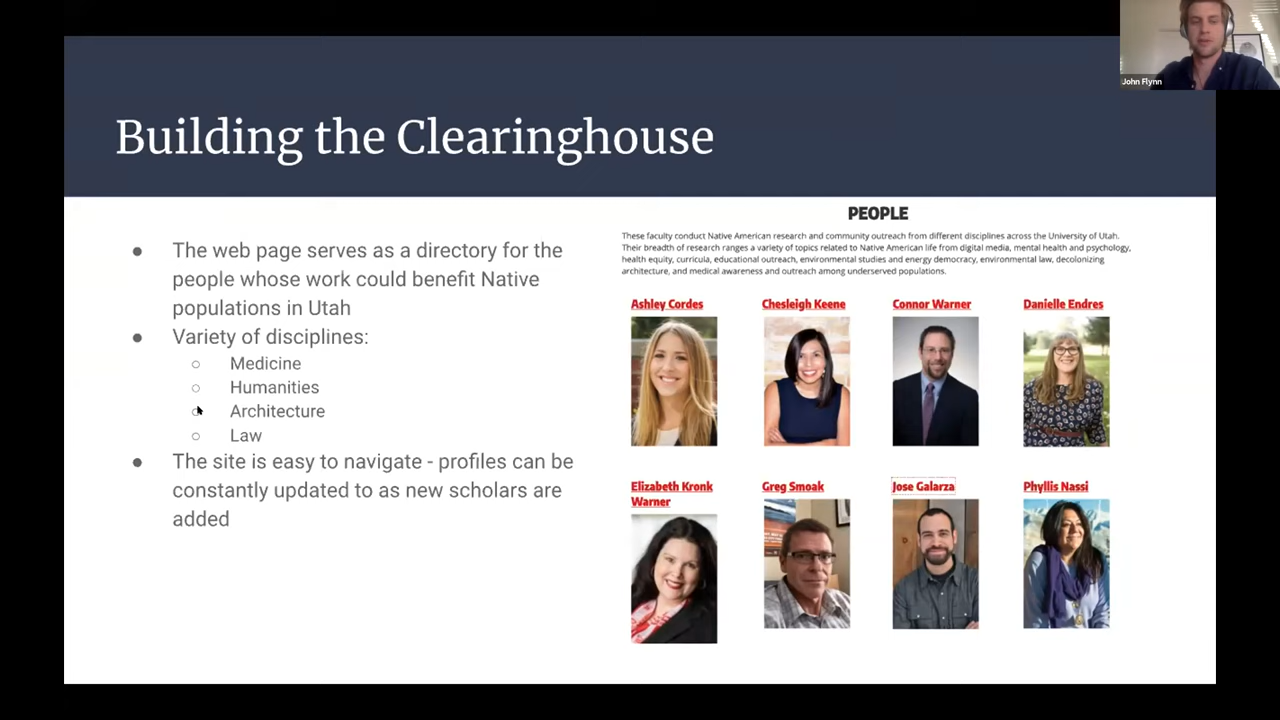 John Flynn
Building the Clearinghouse
● The web page serves as a directory for the
people whose work could benefit Native
populations in Utah
● Variety of disciplines:
○ Medicine
○ Humanities
○ Architecture
○ Law
● The site is easy to navigate - profiles can be
constantly updated to as new scholars are
added
PEOPLE
These faculty conduct Native American research and community outreach from different disciplines across the University of Utah.
Their breadth of research ranges a variety of topics related to Native American life from digital media, mental health and psychology,
health equity, curricula, educational outreach, environmental studies and energy democracy, environmental law, decolonizing
architecture, and medical awareness and outreach among underserved populations.
Ashley Cordes
Chesleigh Keene
Connor Warner
Danielle Endres
Elizabeth Kronk
Warner
Greg Smoak
Jose Galarza
Phyllis Nassi